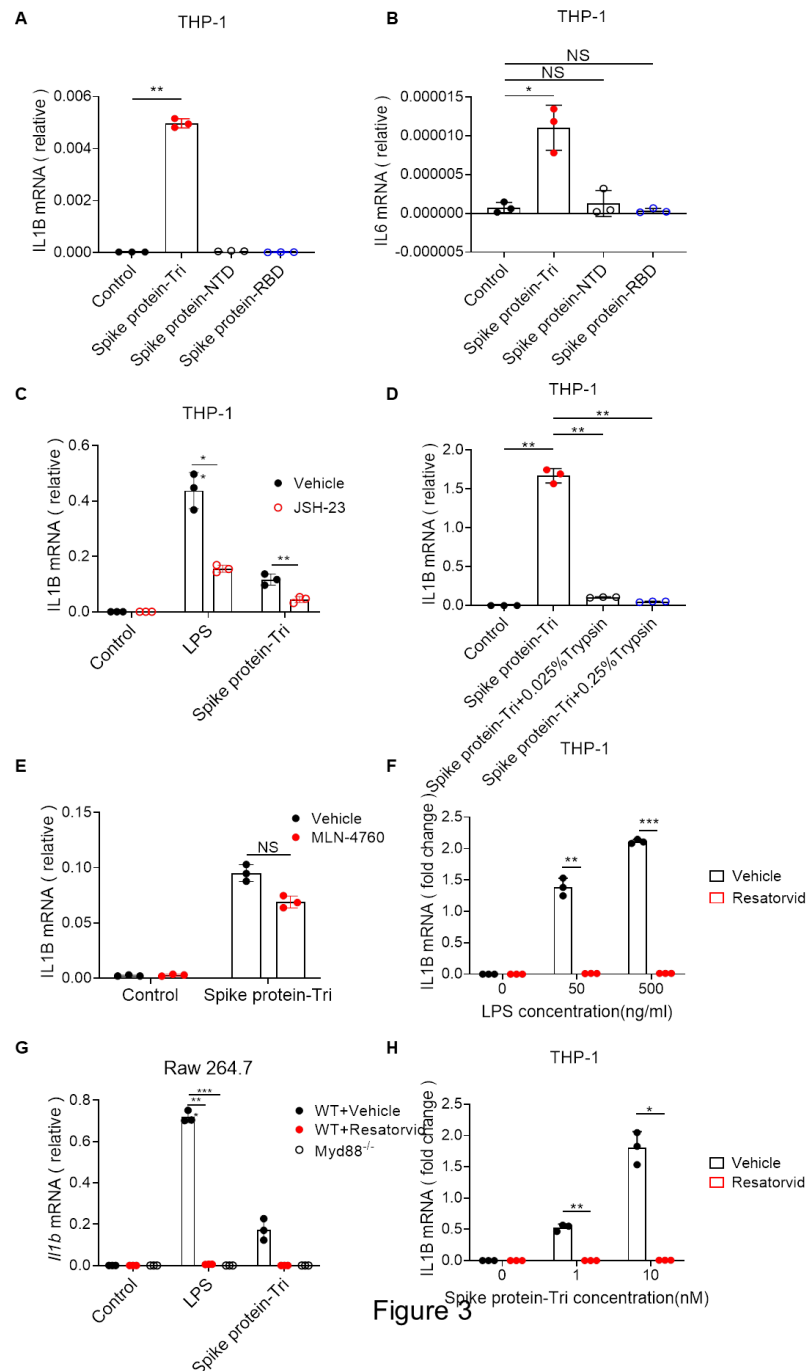 A
THP-1
IL1B mRNA ( relative)
0.006
0.004
0.002
0.000
**
Control
Spike protein-Tri
Spike protein-NTD
Spike protein-RBD
B
THP-1
IL6 mRNA ( relative)
0.000015
0.000010
0.000005
0.000000
-0.000005
NS
NS
*
Control
Spike protein-Tri
Spike protein-NTD
Spike protein-RBD
C
THP-1
IL1B mRNA ( relative)
0.6
0.4
0.2
0.0
*
*
**
Vehicle
JSH-23
Control
LPS
Spike protein-Tri
D
THP-1
IL1B mRNA ( relative)
2.0
1.5
1.0
0.5
0.0
**
**
**
Control
Spike protein-Tri
Spike protein-Tri+0.025%Trypsin
Spike protein-Tri+0.25%Trypsin
E
IL1B mRNA ( relative)
0.15
0.10
0.05
0.00
NS
Vehicle
MLN-4760
Control
Spike protein-Tri
F
THP-1
IL1B mRNA ( fold change )
2.5
2.0
1.5
1.0
0.5
0.0
**
***
Vehicle
Resatorvid
0
50
500
LPS concentration(ng/ml)
G
Raw 264.7
Il1b mRNA ( relative)
0.8
0.6
0.4
0.2
0.0
***
**
*
WT+Vehicle
WT+Resatorvid
Myd88-/-
Control
LPS
Spike protein-Tri
H
THP-1
IL1B mRNA ( fold change )
2.5
2.0
1.5
1.0
0.5
0.0
**
*
Vehicle
Resatorvid
0
1
10
Spike protein-Tri concentration(nM)
Figure 3